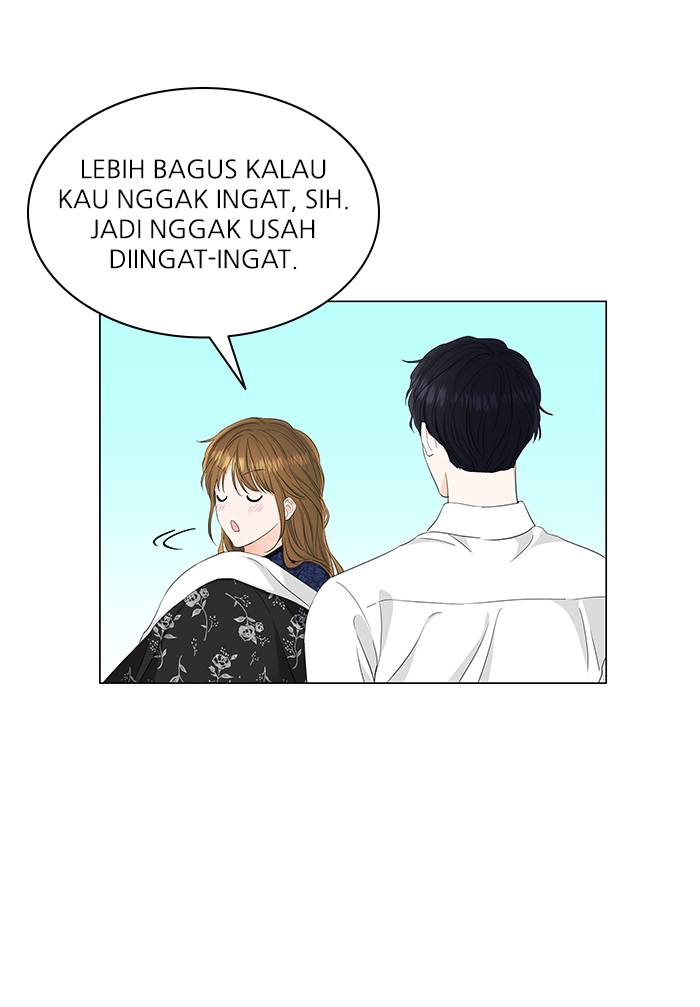 LEBIH BAGUS KALAU
KAU NGGAK INGAT, SIH.
JADI NGGAK USAH
DIINGAT-INGAT.